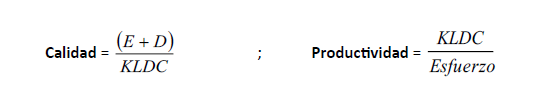 Calidad = (E + D) / KLDC ; Productividad = KLDC / Esfuerzo